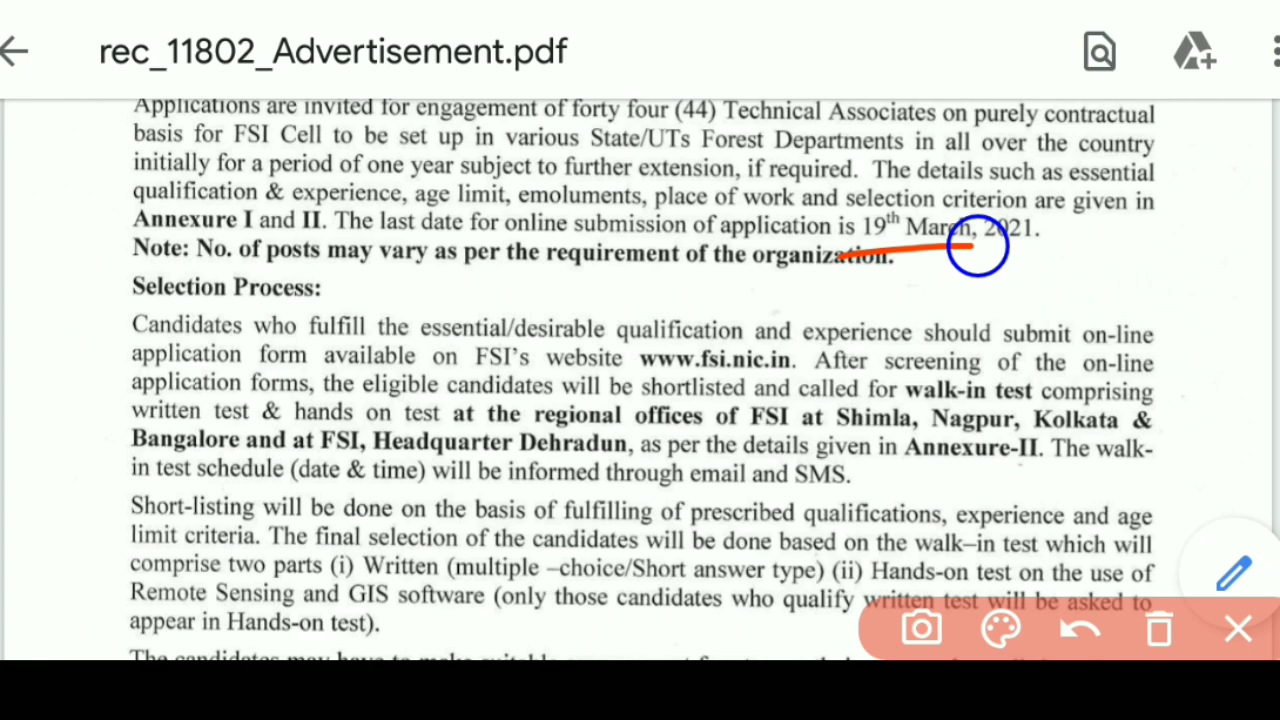 rec_11802_Advertisement.pdf
Applications are invited for engagement of forty four (44) Technical Associates on purely contractual
basis for FSI Cell to be set up in various State/UTs Forest Departments in all over the country
initially for a period of one year subject to further extension, if required. The details such as essential
qualification & experience, age limit, emoluments, place of work and selection criterion are given in
Annexure I and II. The last date for online submission of application is 19th March, 2021.
Note: No. of posts may vary as per the requirement of the organization.
Selection Process:
Candidates who fulfill the essential/desirable qualification and experience should submit on-line
application form available on FSI's website www.fsi.nic.in. After screening of the on-line
application forms, the eligible candidates will be shortlisted and called for walk-in test comprising
written test & hands on test at the regional offices of FSI at Shimla, Nagpur, Kolkata &
Bangalore and at FSI, Headquarter Dehradun, as per the details given in Annexure-II. The walk-
in test schedule (date & time) will be informed through email and SMS.
Short-listing will be done on the basis of fulfilling of prescribed qualifications, experience and age
limit criteria. The final selection of the candidates will be done based on the walk–in test which will
comprise two parts (i) Written (multiple –choice/Short answer type) (ii) Hands-on test on the use of
Remote Sensing and GIS software (only those candidates who qualify written test will be asked to
appear in Hands-on test).
The candidates may have to make